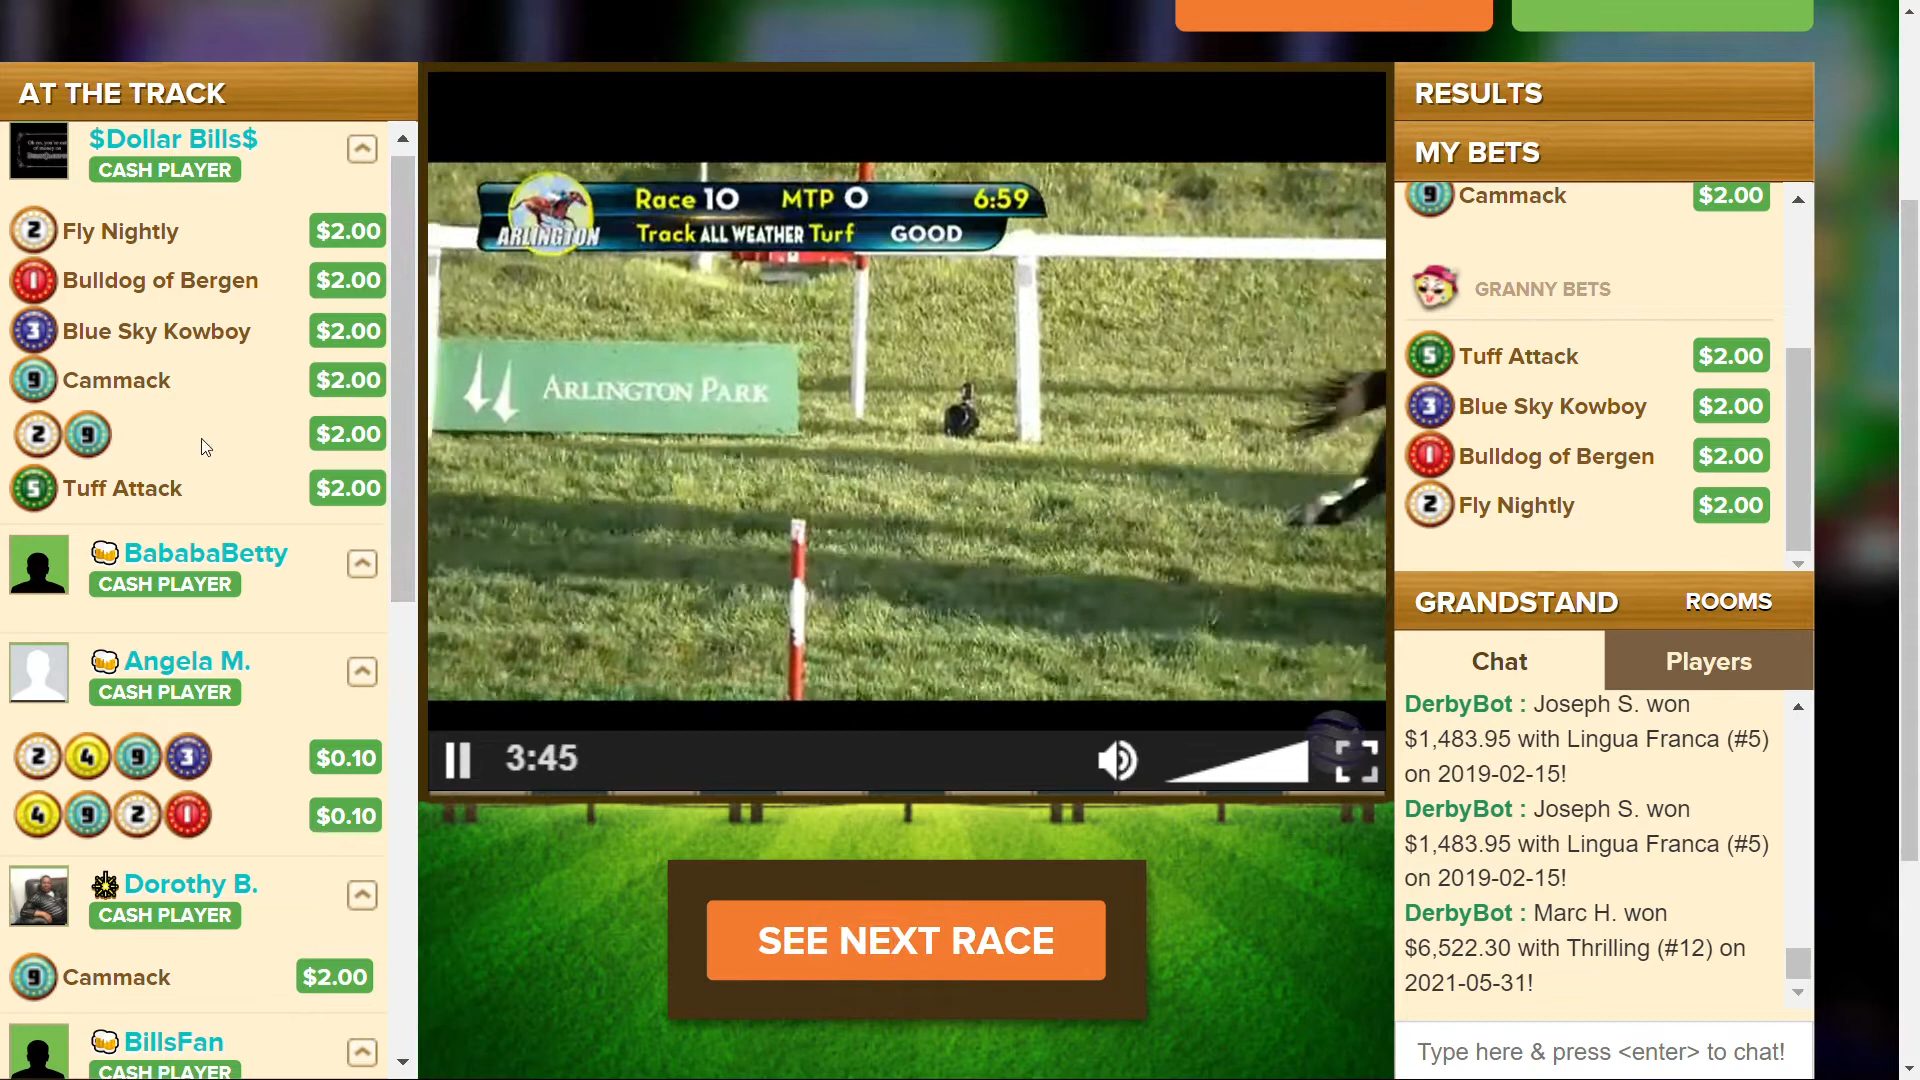 AT THE TRACK
$Dollar Bills$
CASH PLAYER
2 Fly Nightly $2.00
1 Bulldog of Bergen $2.00
3 Blue Sky Kowboy $2.00
9 Cammack $2.00
2 9 $2.00
5 Tuff Attack $2.00
BababaBetty
CASH PLAYER
Angela M.
CASH PLAYER
2 4 9 3 $0.10
4 9 2 1 $0.10
Dorothy B.
CASH PLAYER
9 Cammack $2.00
BillsFan
CASH PLAYER
Race 10 MTP 0 6:59
ARLINGTON
Track ALL WEATHER Turf GOOD
ARLINGTON PARK
3:45
SEE NEXT RACE
RESULTS
MY BETS
9 Cammack $2.00
GRANNY BETS
5 Tuff Attack $2.00
3 Blue Sky Kowboy $2.00
1 Bulldog of Bergen $2.00
2 Fly Nightly $2.00
GRANDSTAND ROOMS
Chat Players
DerbyBot : Joseph S. won
$1,483.95 with Lingua Franca (#5)
on 2019-02-15!
DerbyBot : Joseph S. won
$1,483.95 with Lingua Franca (#5)
on 2019-02-15!
DerbyBot : Marc H. won
$6,522.30 with Thrilling (#12) on
2021-05-31!
Type here & press <enter> to chat!